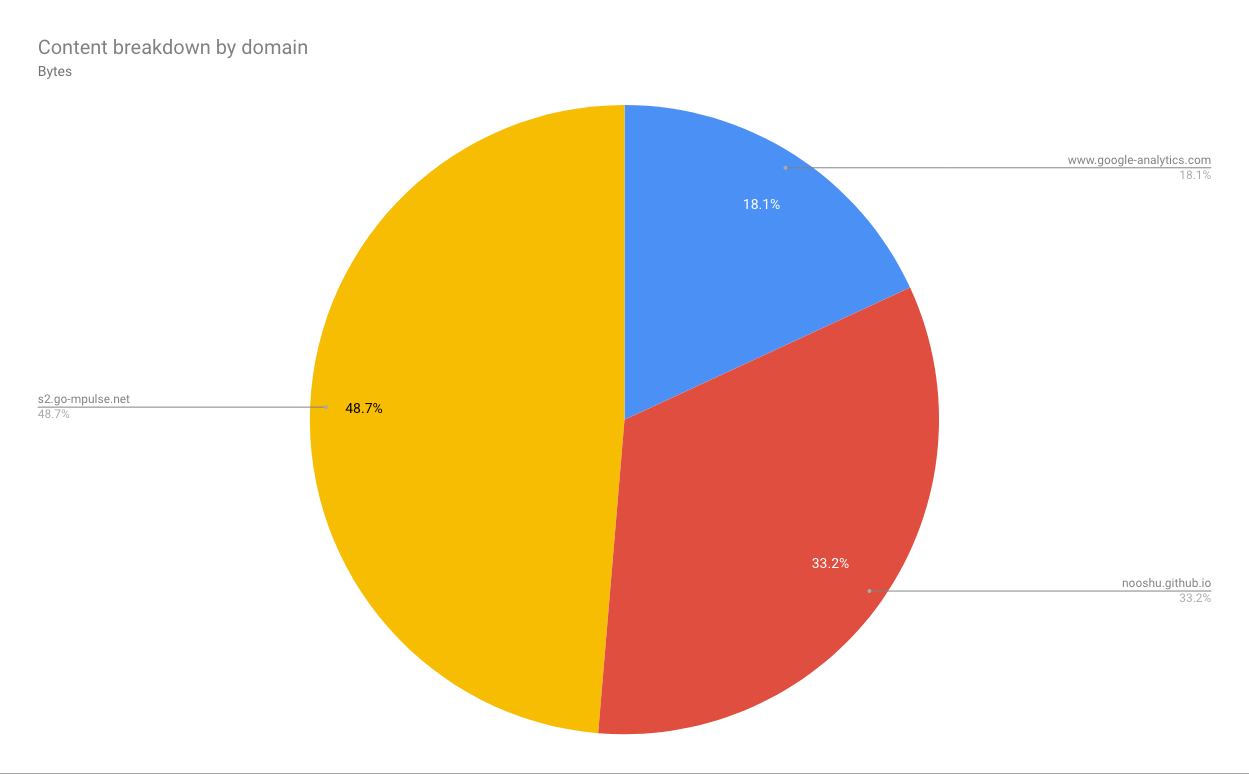 Content breakdown by domain
Bytes
www.google-analytics.com
18.1%
18.1%
s2.go-mpulse.net
48.7%
48.7%
33.2%
nooshu.github.io
33.2%